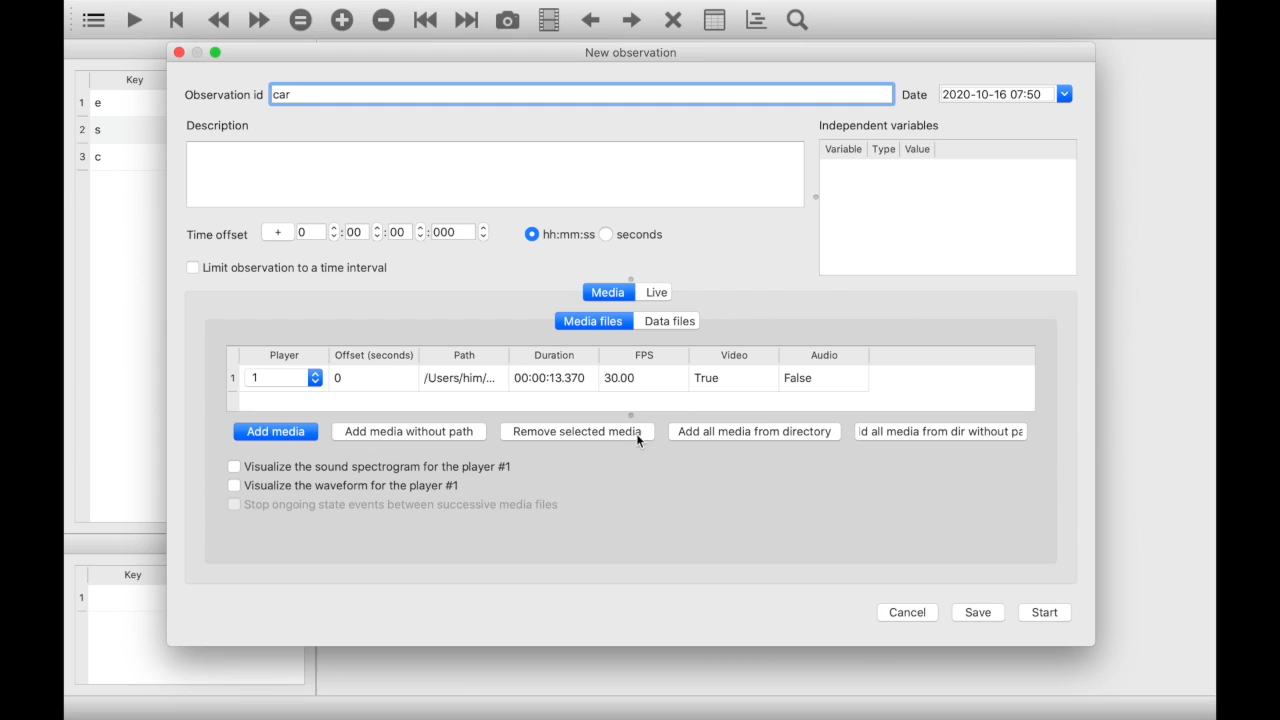 New observation
Key
1 e
2 s
3 c
Observation id car
Date 2020-10-16 07:50
Description
Independent variables
Variable Type Value
Time offset + 0 :00 :00 :000
hh:mm:ss seconds
Limit observation to a time interval
Media Live
Media files Data files
Player Offset (seconds) Path Duration FPS Video Audio
1 1 0 /Users/him/... 00:00:13.370 30.00 True False
Add media Add media without path Remove selected media Add all media from directory ld all media from dir without pa
Visualize the sound spectrogram for the player #1
Visualize the waveform for the player #1
Stop ongoing state events between successive media files
Key
1
Cancel Save Start